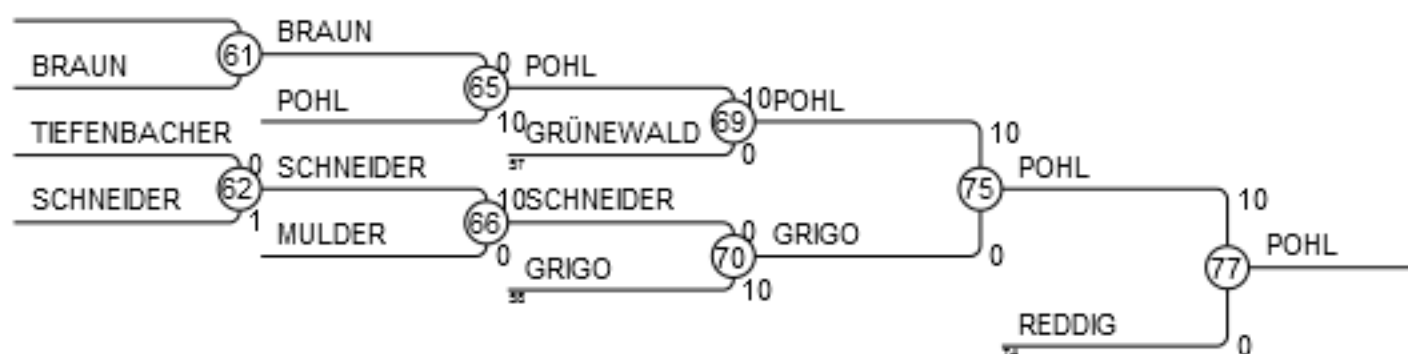 BRAUN
61
BRAUN
0
POHL
65
10 POHL
BRAUN
POHL
69
10
TIEFENBACHER
10 GRÜNEWALD
0
0
SCHNEIDER
POHL
62
75
10
SCHNEIDER
10 SCHNEIDER
0
POHL
1
66
MULDER
0
70
GRIGO
0
77
GRIGO
10
REDDIG
0